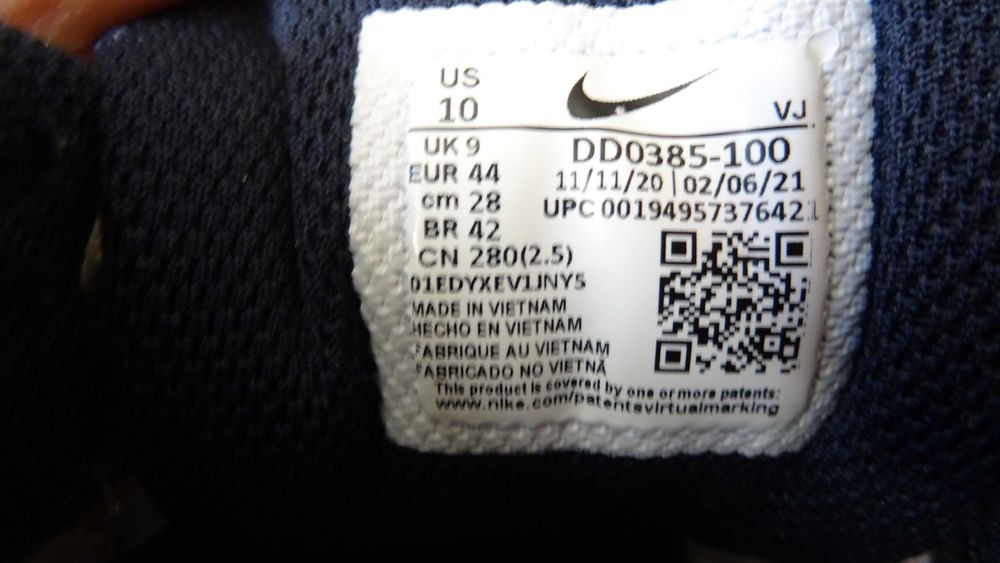 US
10
VJ
UK 9
EUR 44
cm 28
BR 42
CN 280(2.5)
DD0385-100
11/11/20 | 02/06/21
UPC 00194957376421
01EDYXEV1JNY5
MADE IN VIETNAM
HECHO EN VIETNAM
FABRIQUE AU VIETNAM
FABRICADO NO VIETNÃ
This product is covered by one or more patents:
www.nike.com/patentsvirtualmarking